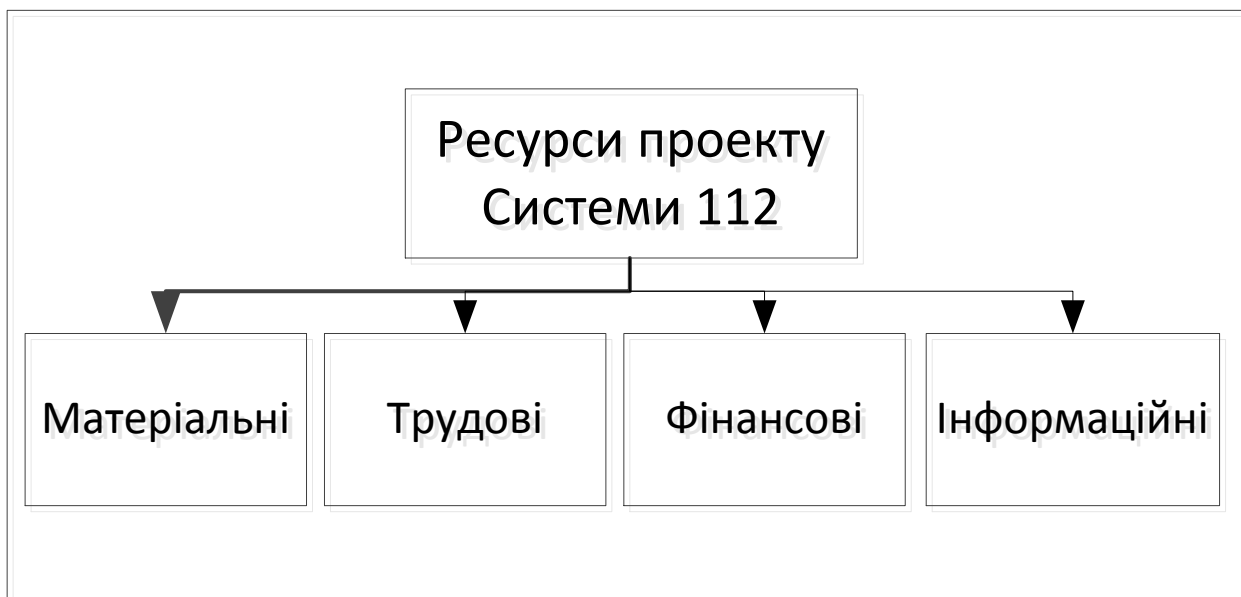 Ресурси проекту
Системи 112
Матеріальні
Трудові
Фінансові
Інформаційні